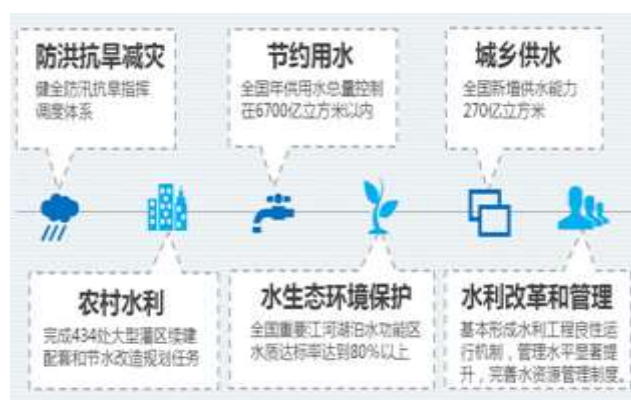 防洪抗旱减灾
健全防汛抗旱指挥
调度体系
节约用水
全国年供用水总量控制
在6700亿立方米以内
城乡供水
全国新增供水能力
270亿立方米
农村水利
完成434处大型灌区续建
配套和节水改造规划任务
水生态环境保护
全国重要江河湖泊水功能区
水质达标率达到80%以上
水利改革和管理
基本形成水利工程良性运
行机制，管理水平显著提
升，完善水资源管理制度。